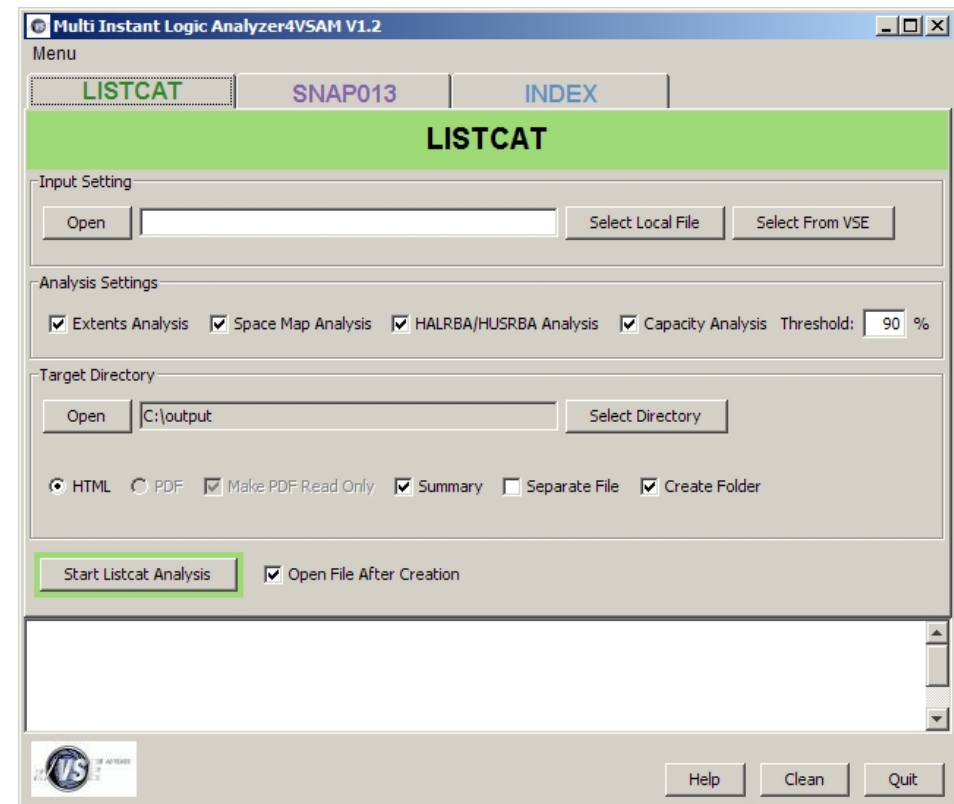 Multi Instant Logic Analyzer4VSAM V1.2
Menu
LISTCAT SNAP013 INDEX
LISTCAT
Input Setting
Open Select Local File Select From VSE
Analysis Settings
Extents Analysis Space Map Analysis HALRBA/HUSRBA Analysis Capacity Analysis Threshold: 90 %
Target Directory
Open C:\output Select Directory
HTML PDF Make PDF Read Only Summary Separate File Create Folder
Start Listcat Analysis Open File After Creation
VS
Help Clean Quit